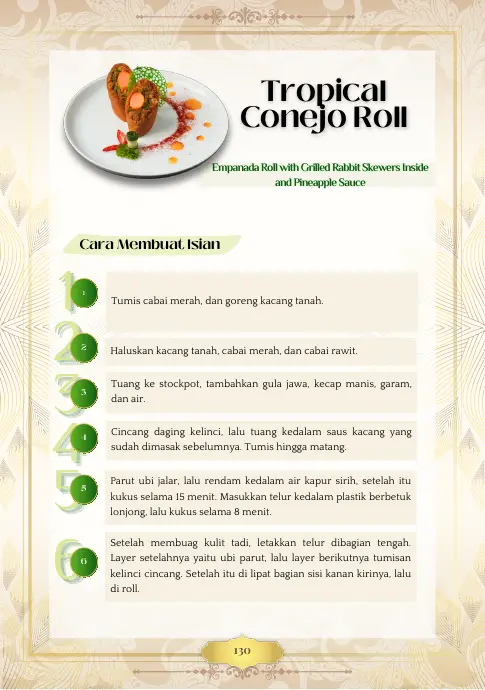 Tropical
Conejo Roll
Empanada Roll with Grilled Rabbit Skewers Inside
and Pineapple Sauce
Cara Membuat Isian
1
1
Tumis cabai merah, dan goreng kacang tanah.
2
2
Haluskan kacang tanah, cabai merah, dan cabai rawit.
3
3
Tuang ke stockpot, tambahkan gula jawa, kecap manis, garam,
dan air.
4
4
Cincang daging kelinci, lalu tuang kedalam saus kacang yang
sudah dimasak sebelumnya. Tumis hingga matang.
5
5
Parut ubi jalar, lalu rendam kedalam air kapur sirih, setelah itu
kukus selama 15 menit. Masukkan telur kedalam plastik berbetuk
lonjong, lalu kukus selama 8 menit.
6
6
Setelah membuag kulit tadi, letakkan telur dibagian tengah.
Layer setelahnya yaitu ubi parut, lalu layer berikutnya tumisan
kelinci cincang. Setelah itu di lipat bagian sisi kanan kirinya, lalu
di roll.
130